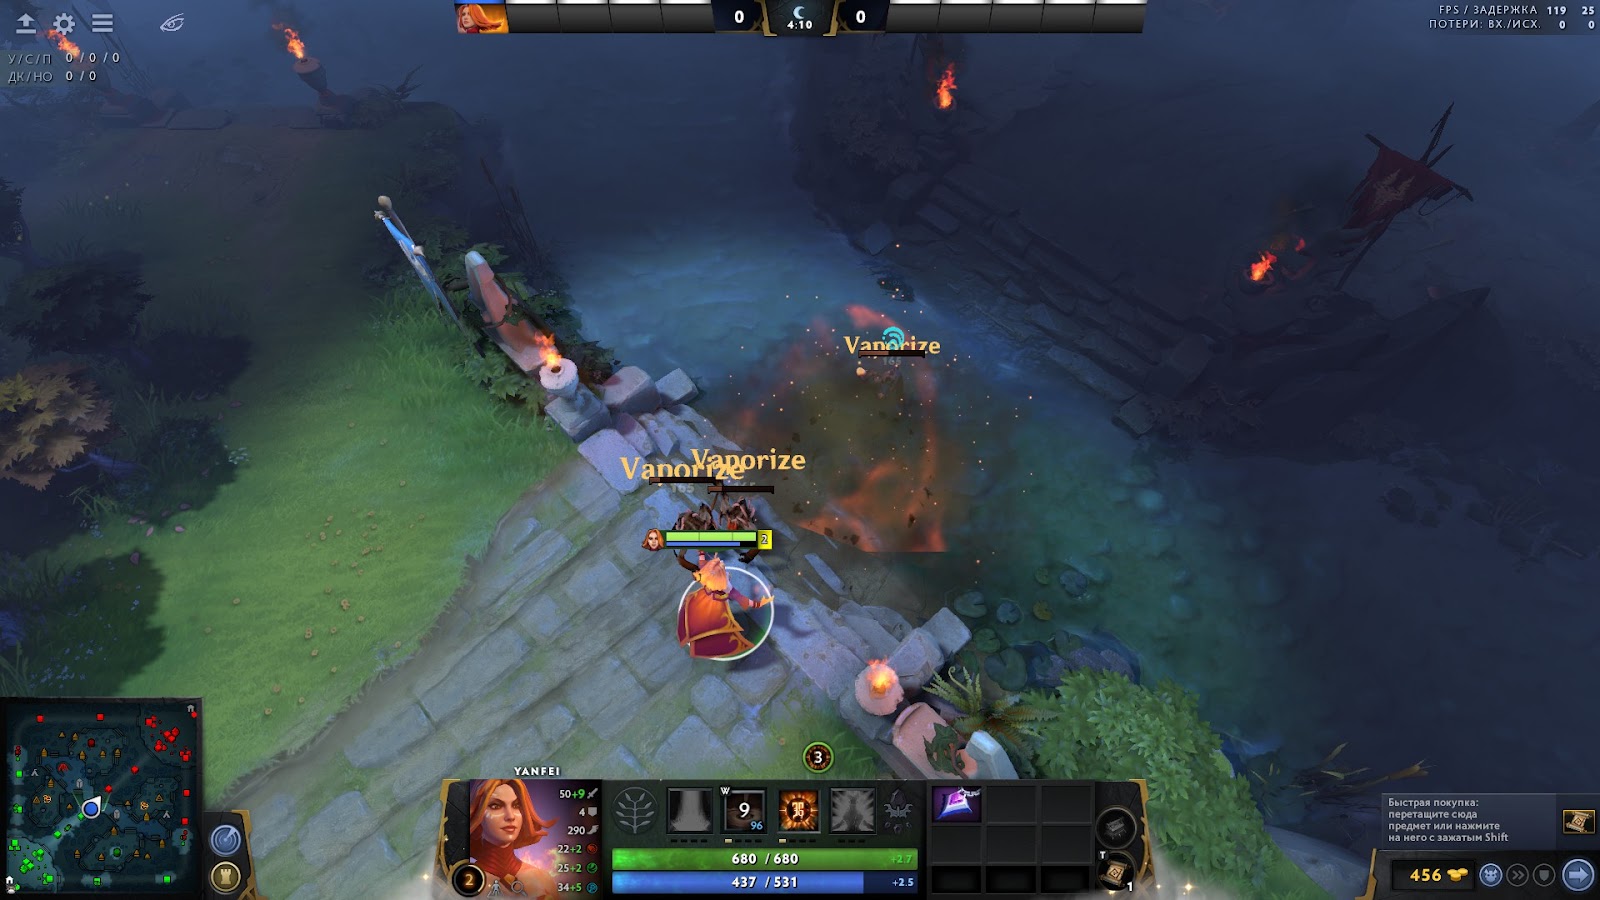 0
4:10
0
FPS / ЗАДЕРЖКА 119 25
ПОТЕРИ: ВХ./ИСХ. 0 0
У/С/П 0 / 0 / 0
ДК/НО 0 / 0
Vaporize
165
Vaporize
Vaporize
165
2
3
YANFEI
50+9
4
290
22+2
25+2
34+5
2
W
9
96
680 / 680
+2.7
437 / 531
+2.5
T
1
Быстрая покупка:
перетащите сюда
предмет или нажмите
на него с зажатым Shift
456